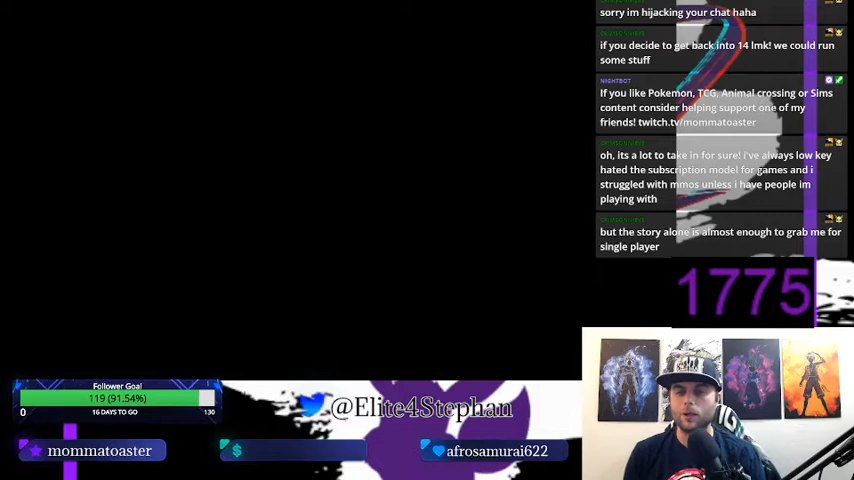 sorry im hijacking your chat haha
if you decide to get back into 14 lmk! we could run
some stuff
NIGHTBOT
If you like Pokemon, TCG, Animal crossing or Sims
content consider helping support one of my
friends! twitch.tv/mommatoaster
oh, its a lot to take in for sure! i've always low key
hated the subscription model for games and i
struggled with mmos unless i have people im
playing with
but the story alone is almost enough to grab me for
single player
1775
Follower Goal
119 (91.54%)
0
130
16 DAYS TO GO
@Elite4Stephan
mommatoaster
$
afrosamurai622